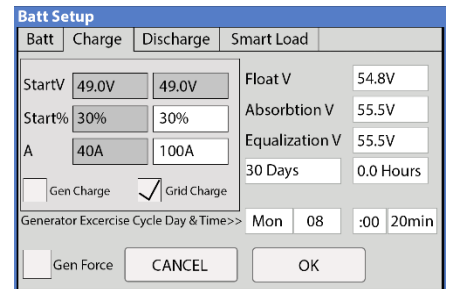 Batt Setup
Batt Charge Discharge Smart Load
StartV 49.0V 49.0V Float V 54.8V
Start% 30% 30% Absorbtion V 55.5V
A 40A 100A Equalization V 55.5V
30 Days 0.0 Hours
Gen Charge Grid Charge
Generator Excercise Cycle Day & Time>> Mon 08 :00 20min
Gen Force CANCEL OK